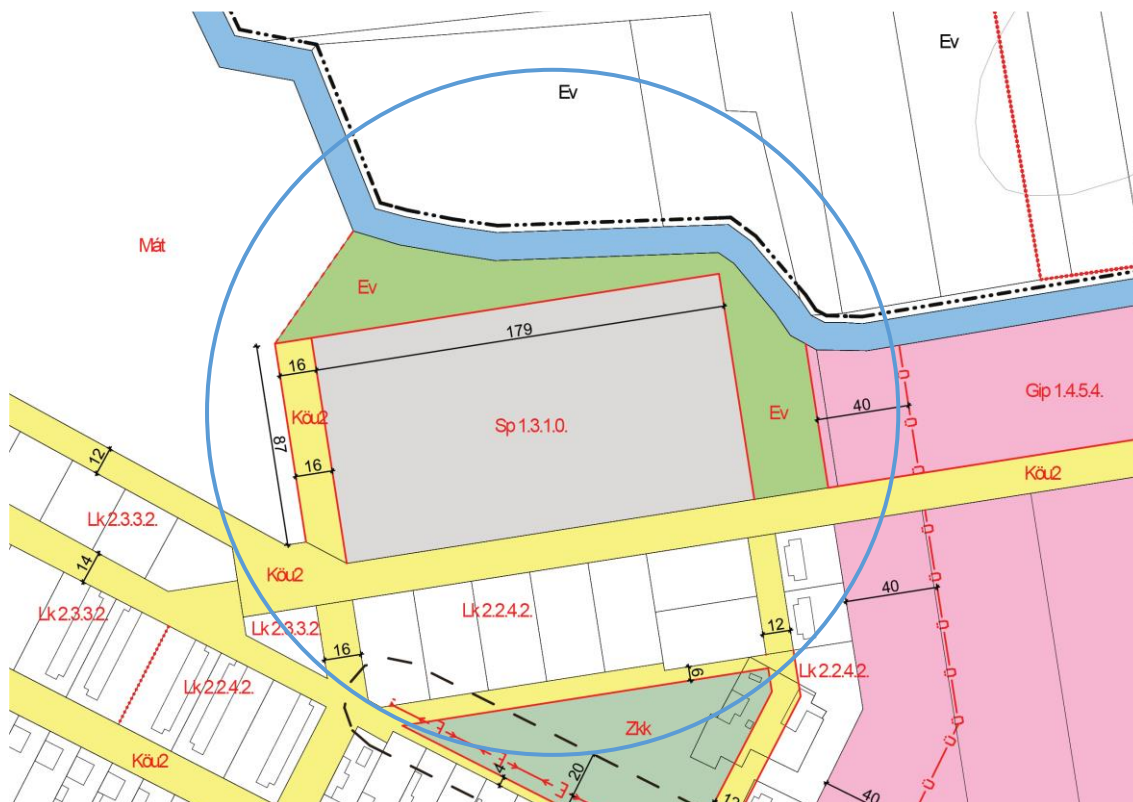 Ev
Ev
Mát
Ev
179
16
Gip 1.4.5.4.
40
Köu2
Sp 1.3.1.0.
Ev
87
12
16
Köu2
Lk 2.3.3.2.
14
Köu2
40
Lk 2.3.3.2.
Lk 2.2.4.2.
Lk 2.3.3.2
12
16
Lk 2.2.4.2.
Lk 2.2.4.2.
Zkk
Köu2
4
20
40